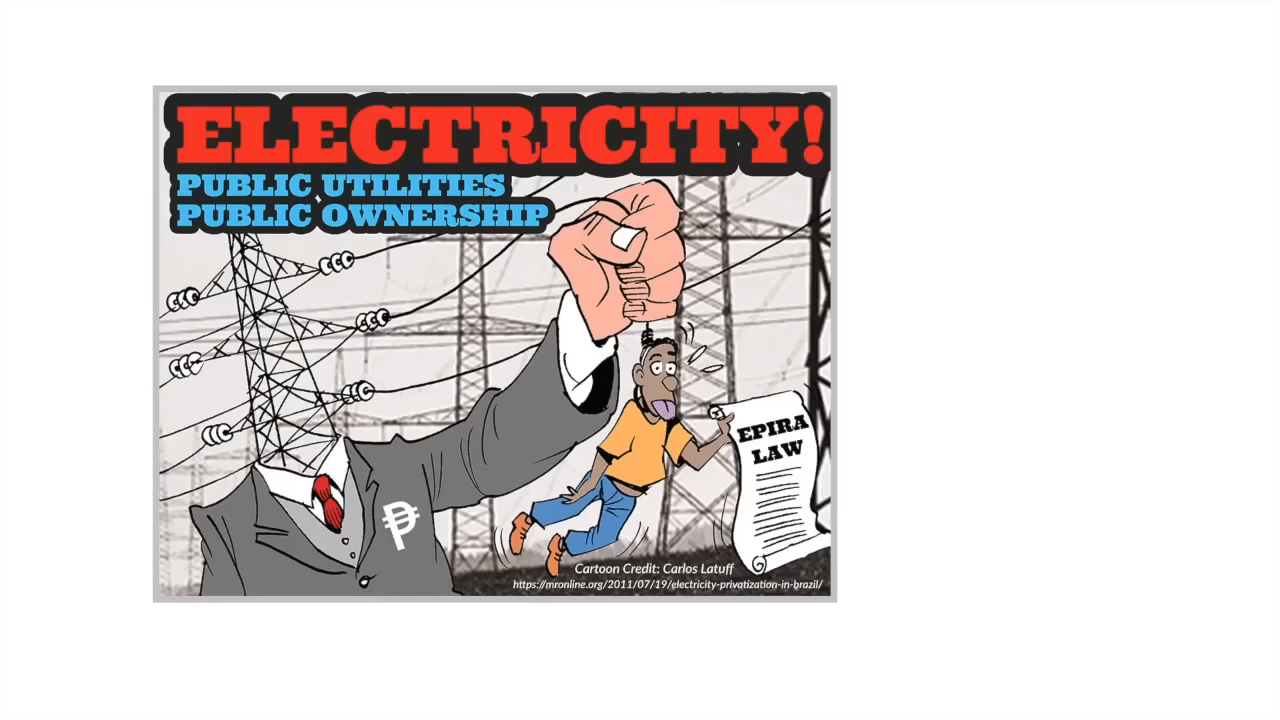 ELECTRICITY!
PUBLIC UTILITIES
PUBLIC OWNERSHIP
₱
EPIRA
LAW
Cartoon Credit: Carlos Latuff
https://mronline.org/2011/07/19/electricity-privatization-in-brazil/